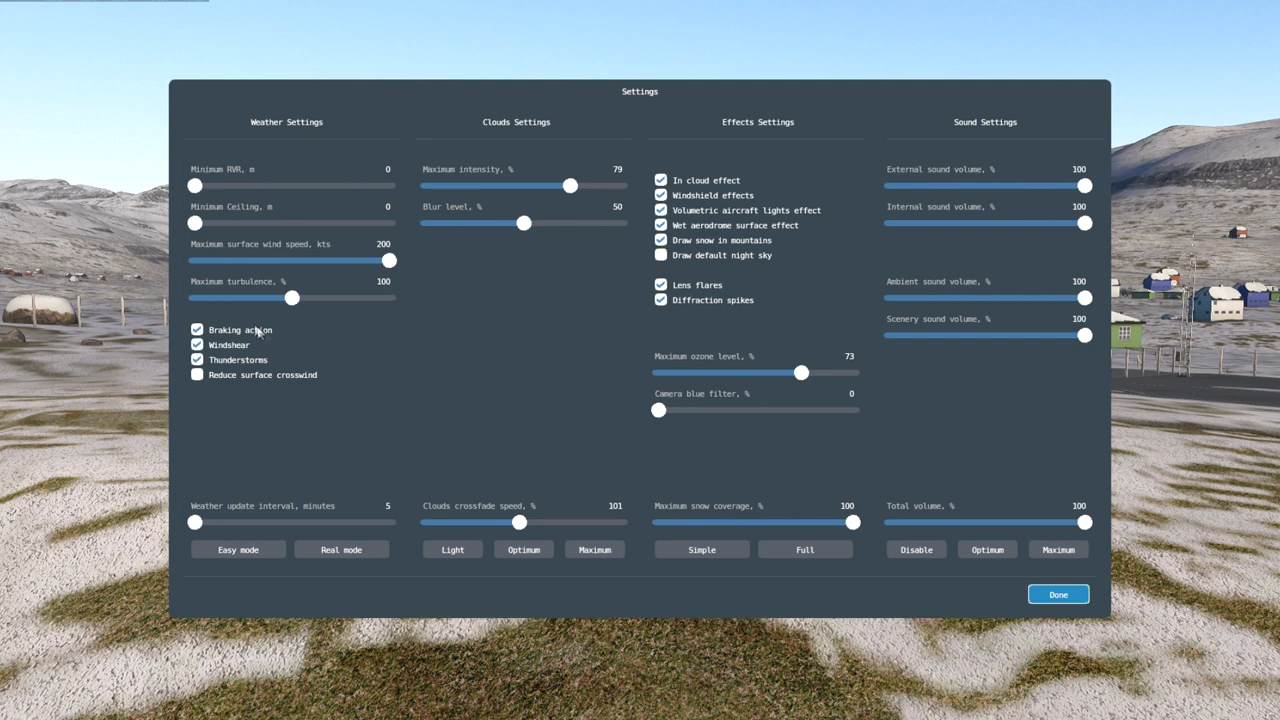 Settings
Weather Settings
Minimum RVR, m 0
Minimum Ceiling, m 0
Maximum surface wind speed, kts 200
Maximum turbulence, % 100
Braking action
Windshear
Thunderstorms
Reduce surface crosswind
Weather update interval, minutes 5
Easy mode Real mode
Clouds Settings
Maximum intensity, % 79
Blur level, % 50
Clouds crossfade speed, % 101
Light Optimum Maximum
Effects Settings
In cloud effect
Windshield effects
Volumetric aircraft lights effect
Wet aerodrome surface effect
Draw snow in mountains
Draw default night sky
Lens flares
Diffraction spikes
Maximum ozone level, % 73
Camera blue filter, % 0
Maximum snow coverage, % 100
Simple Full
Sound Settings
External sound volume, % 100
Internal sound volume, % 100
Ambient sound volume, % 100
Scenery sound volume, % 100
Total volume, % 100
Disable Optimum Maximum
Done